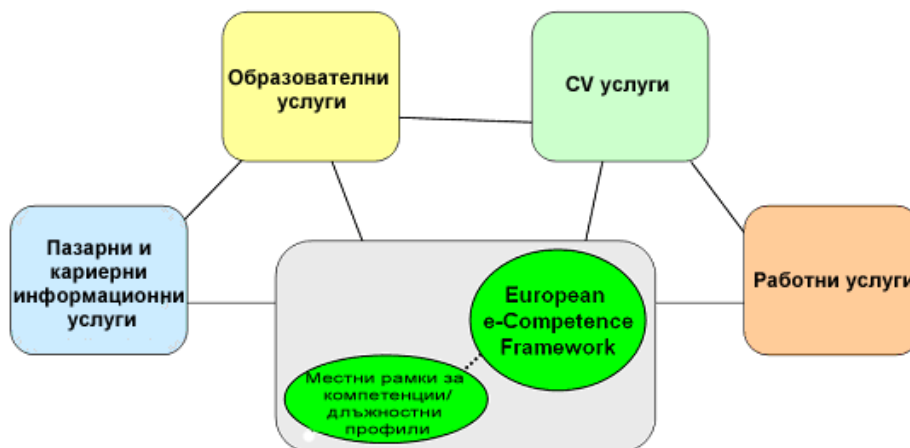 Образователни
услуги
CV услуги
Пазарни и
кариерни
информационни
услуги
Работни услуги
European
e-Competence
Framework
Местни рамки за
компетенции/
длъжностни
профили